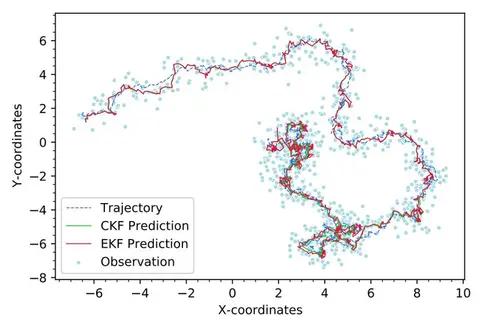 6
4
2
0
−2
−4
−6
−8
Y-coordinates
Trajectory
CKF Prediction
EKF Prediction
Observation
−6 −4 −2 0 2 4 6 8 10
X-coordinates